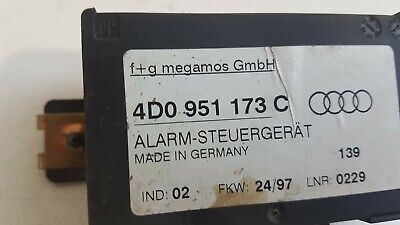 f+g megamos GmbH
4D0 951 173 C
ALARM-STEUERGERÄT
MADE IN GERMANY 139
IND: 02 FKW: 24/97 LNR: 0229